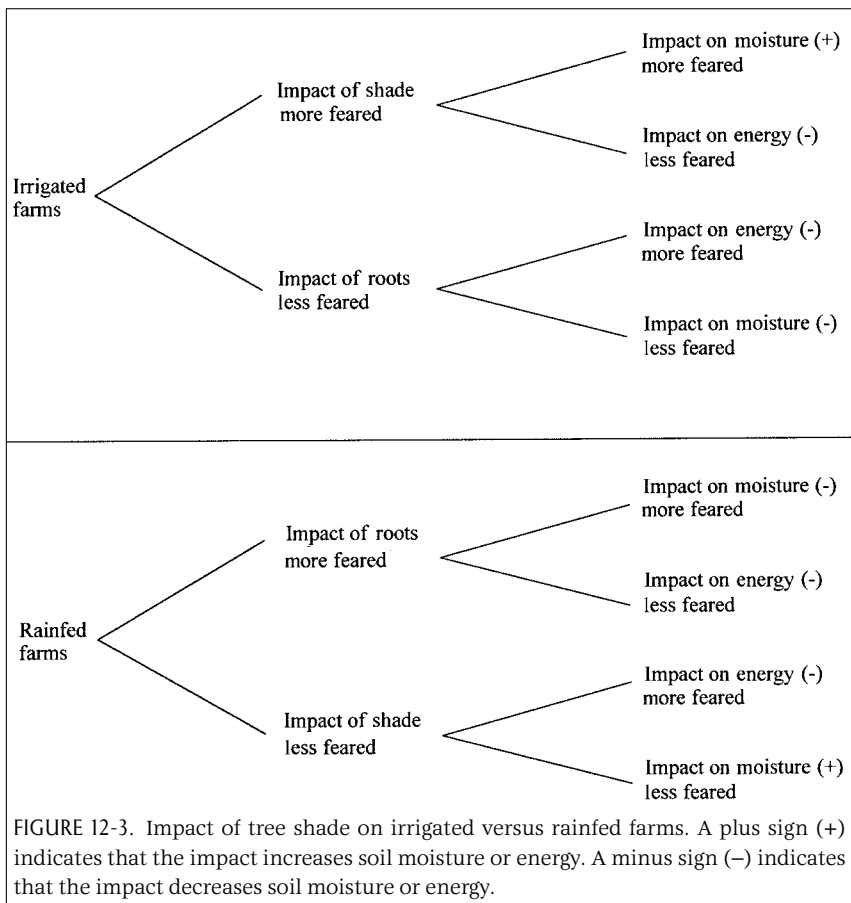 Impact on moisture (+)
more feared
Impact of shade
more feared
Impact on energy (-)
less feared
Irrigated
farms
Impact on energy (-)
more feared
Impact of roots
less feared
Impact on moisture (-)
less feared
Impact on moisture (-)
more feared
Impact of roots
more feared
Impact on energy (-)
less feared
Rainfed
farms
Impact on energy (-)
more feared
Impact of shade
less feared
Impact on moisture (+)
less feared
FIGURE 12-3. Impact of tree shade on irrigated versus rainfed farms. A plus sign (+)
indicates that the impact increases soil moisture or energy. A minus sign (−) indicates
that the impact decreases soil moisture or energy.